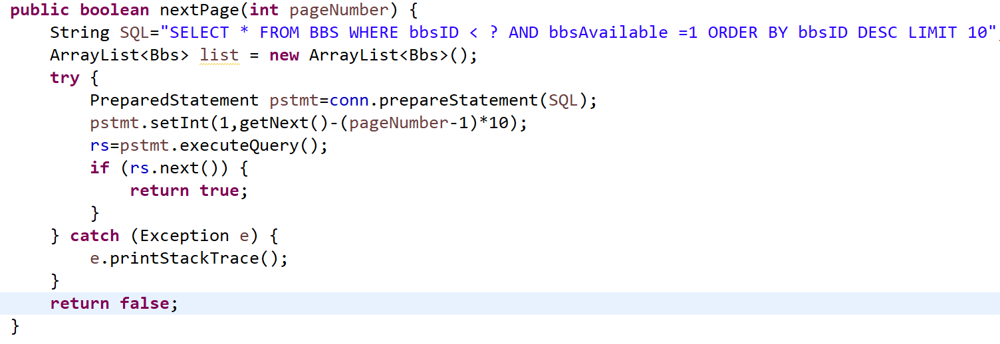 public boolean nextPage(int pageNumber) {
    String SQL="SELECT * FROM BBS WHERE bbsID < ? AND bbsAvailable =1 ORDER BY bbsID DESC LIMIT 10";
    ArrayList<Bbs> list = new ArrayList<Bbs>();
    try {
        PreparedStatement pstmt=conn.prepareStatement(SQL);
        pstmt.setInt(1,getNext()-(pageNumber-1)*10);
        rs=pstmt.executeQuery();
        if (rs.next()) {
            return true;
        }
    } catch (Exception e) {
        e.printStackTrace();
    }
    return false;
}